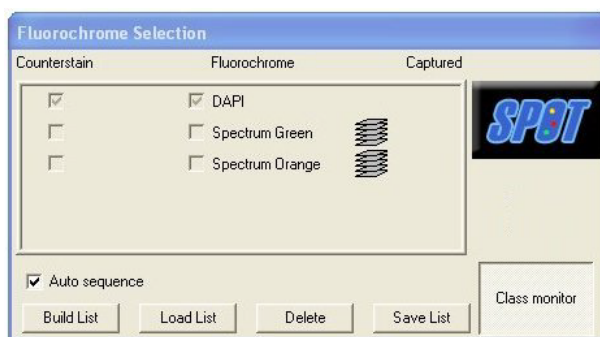 Fluorochrome Selection
Counterstain Fluorochrome Captured
DAPI
Spectrum Green
Spectrum Orange
SPOT
Auto sequence
Class monitor
Build List Load List Delete Save List